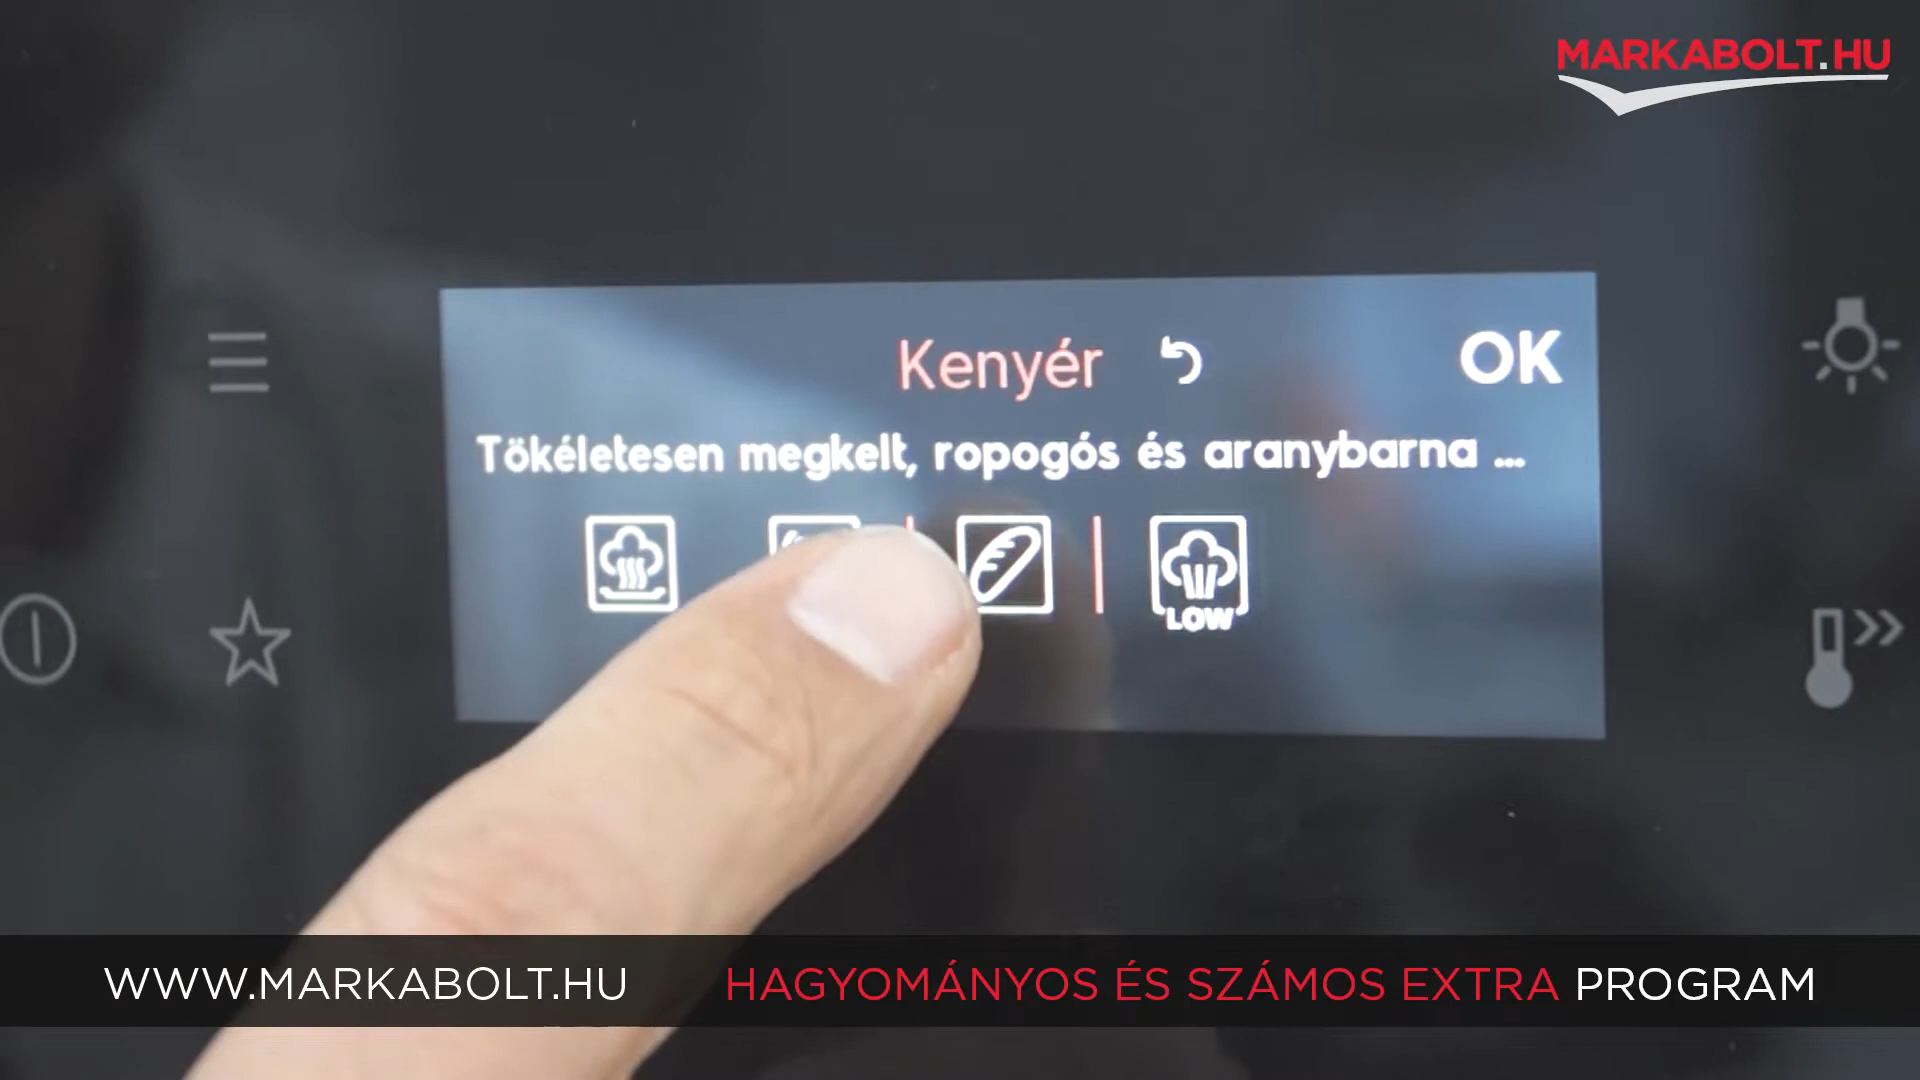 MARKABOLT.HU
Kenyér
OK
Tökéletesen megkelt, ropogós és aranybarna ...
LOW
WWW.MARKABOLT.HU
HAGYOMÁNYOS ÉS SZÁMOS EXTRA PROGRAM